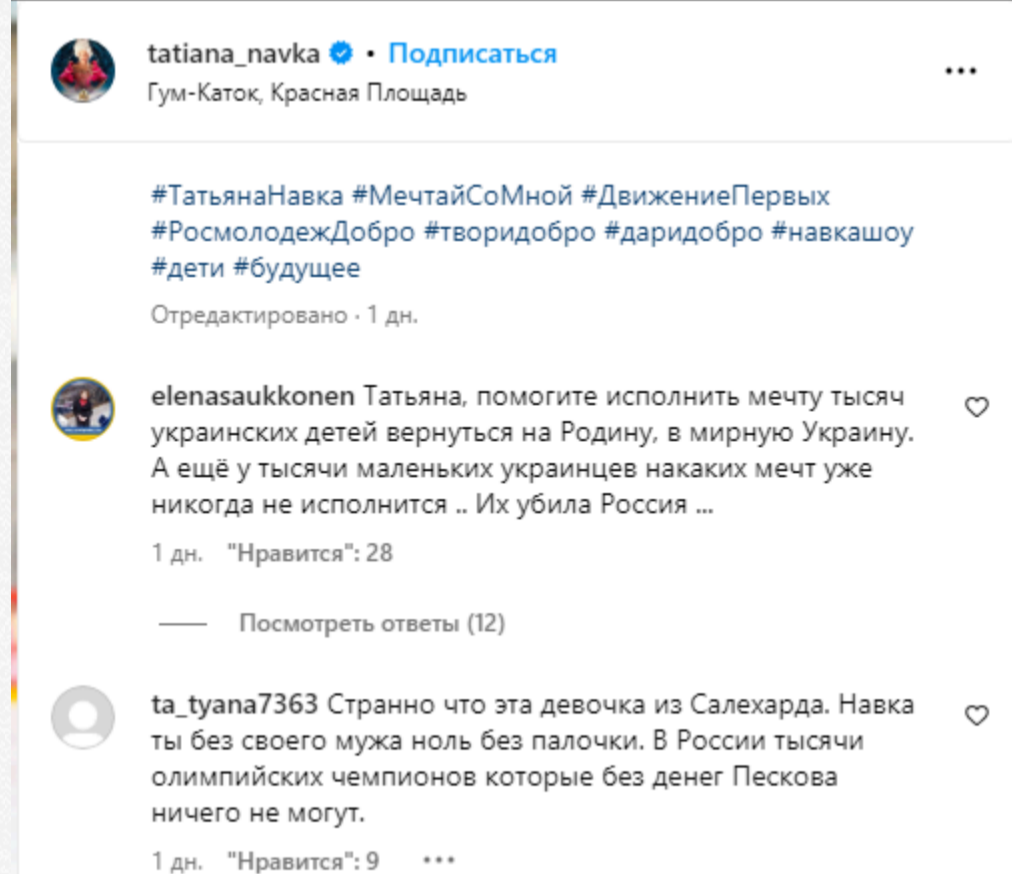 tatiana_navka • Подписаться
Гум-Каток, Красная Площадь
#ТатьянаНавка #МечтайСоМной #ДвижениеПервых
#РосмолодежДобро #творидобро #даридобро #навкашоу
#дети #будущее
Отредактировано · 1 дн.
elenasaukkonen Татьяна, помогите исполнить мечту тысяч
украинских детей вернуться на Родину, в мирную Украину.
А ещё у тысячи маленьких украинцев накаких мечт уже
никогда не исполнится .. Их убила Россия ...
1 дн. "Нравится": 28
Посмотреть ответы (12)
ta_tyana7363 Странно что эта девочка из Салехарда. Навка
ты без своего мужа ноль без палочки. В России тысячи
олимпийских чемпионов которые без денег Пескова
ничего не могут.
1 дн. "Нравится": 9